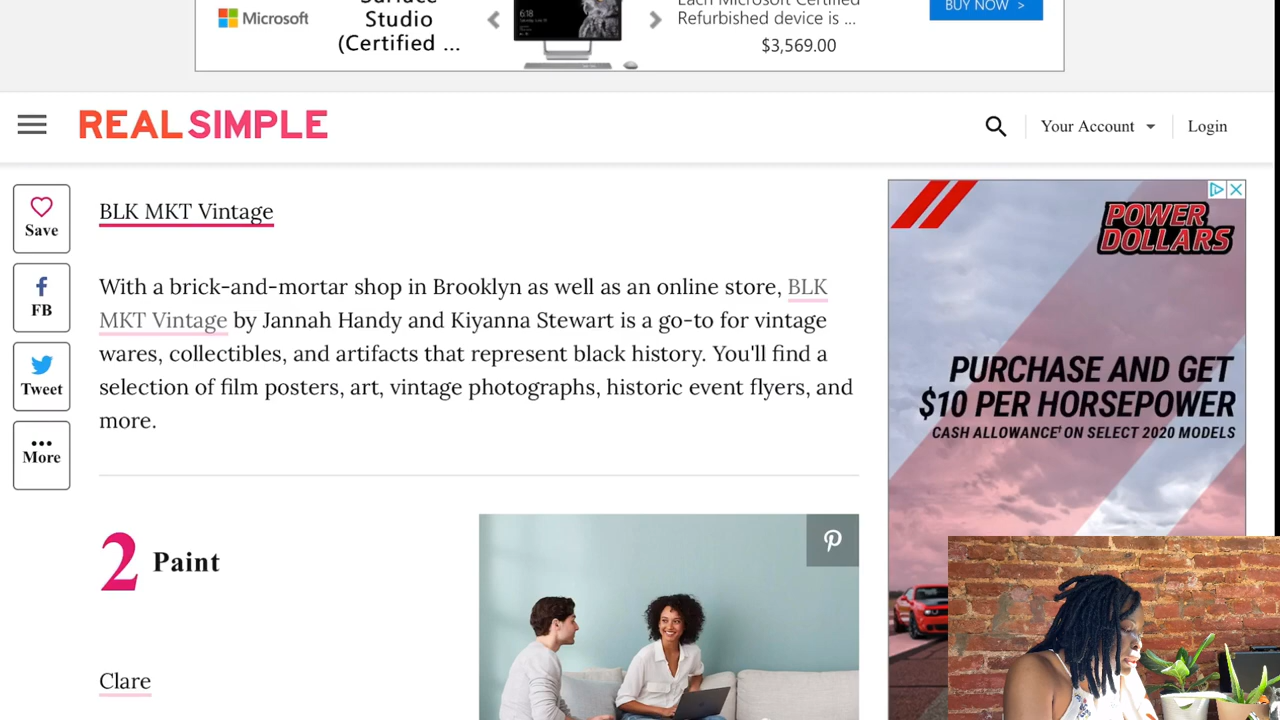 Microsoft
Surface
Studio
(Certified ...
Each Microsoft Certified
Refurbished device is ...
$3,569.00
BUY NOW >
REAL SIMPLE
Your Account
Login
Save
FB
Tweet
More
BLK MKT Vintage
With a brick-and-mortar shop in Brooklyn as well as an online store, BLK
MKT Vintage by Jannah Handy and Kiyanna Stewart is a go-to for vintage
wares, collectibles, and artifacts that represent black history. You'll find a
selection of film posters, art, vintage photographs, historic event flyers, and
more.
2 Paint
Clare
POWER
DOLLARS
PURCHASE AND GET
$10 PER HORSEPOWER
CASH ALLOWANCE† ON SELECT 2020 MODELS